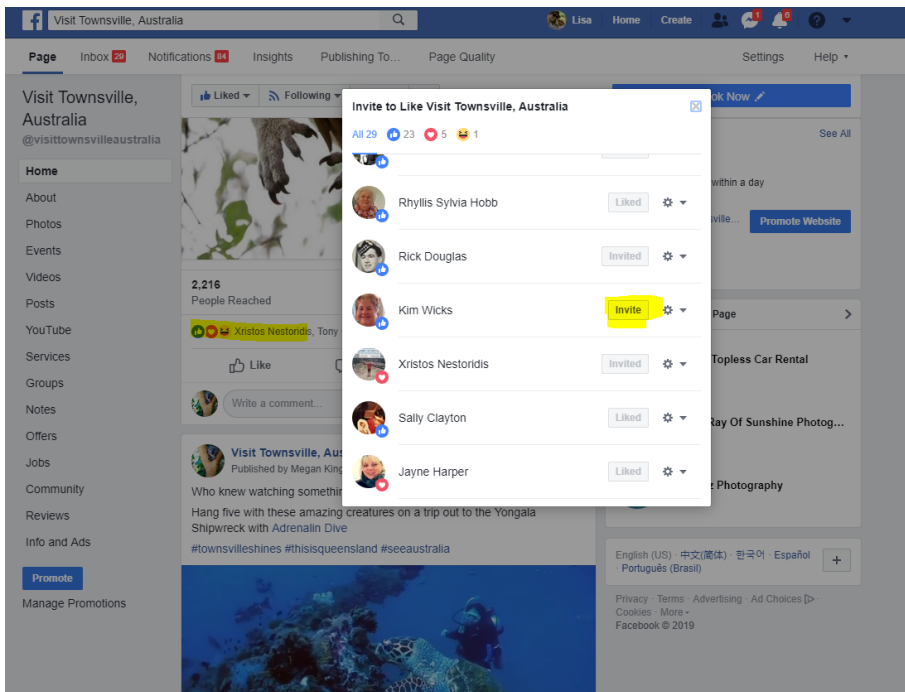 Visit Townsville, Australia
Lisa Home Create 1 9
Page Inbox 29 Notifications 84 Insights Publishing To... Page Quality Settings Help
Visit Townsville,
Australia
@visittownsvilleaustralia
Home
About
Photos
Events
Videos
Posts
YouTube
Services
Groups
Notes
Offers
Jobs
Community
Reviews
Info and Ads
Promote
Manage Promotions
Liked Following
2,216
People Reached
Xristos Nestoridis, Tony
Like
Write a comment...
Visit Townsville, Aus
Published by Megan King
Who knew watching somethin
Hang five with these amazing creatures on a trip out to the Yongala
Shipwreck with Adrenalin Dive
#townsvilleshines #thisisqueensland #seeaustralia
Invite to Like Visit Townsville, Australia
All 29 23 5 1
Rhyllis Sylvia Hobb Liked
Rick Douglas Invited
Kim Wicks Invite
Xristos Nestoridis Invited
Sally Clayton Liked
Jayne Harper Liked
ok Now
See All
within a day
sville... Promote Website
Page
Topless Car Rental
Ray Of Sunshine Photog...
z Photography
English (US) · 中文(简体) · 한국어 · Español
· Português (Brasil)
Privacy · Terms · Advertising · Ad Choices
Cookies · More
Facebook © 2019